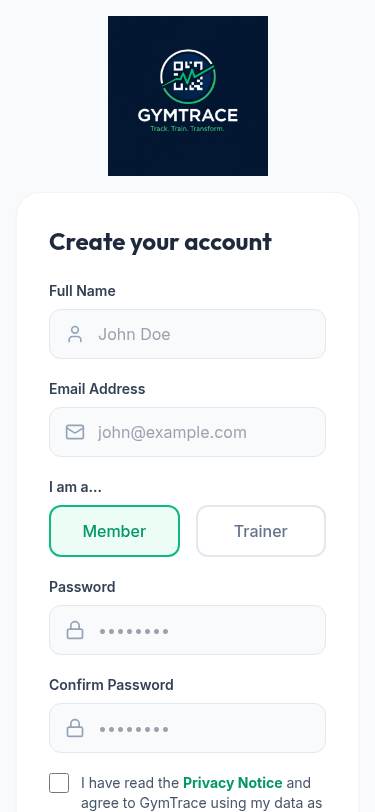 GYMTRACE
Track. Train. Transform.
Create your account
Full Name
John Doe
Email Address
john@example.com
I am a...
Member
Trainer
Password
••••••••
Confirm Password
••••••••
I have read the Privacy Notice and
agree to GymTrace using my data as